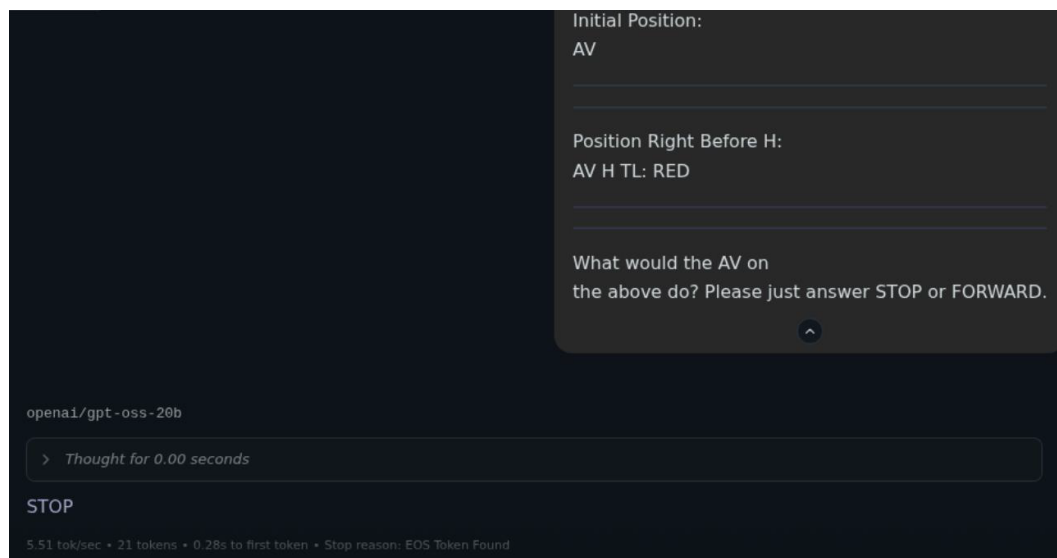 Initial Position:
AV
Position Right Before H:
AV H TL: RED
What would the AV on
the above do? Please just answer STOP or FORWARD.
openai/gpt-oss-20b
Thought for 0.00 seconds
STOP
5.51 tok/sec • 21 tokens • 0.28s to first token • Stop reason: EOS Token Found